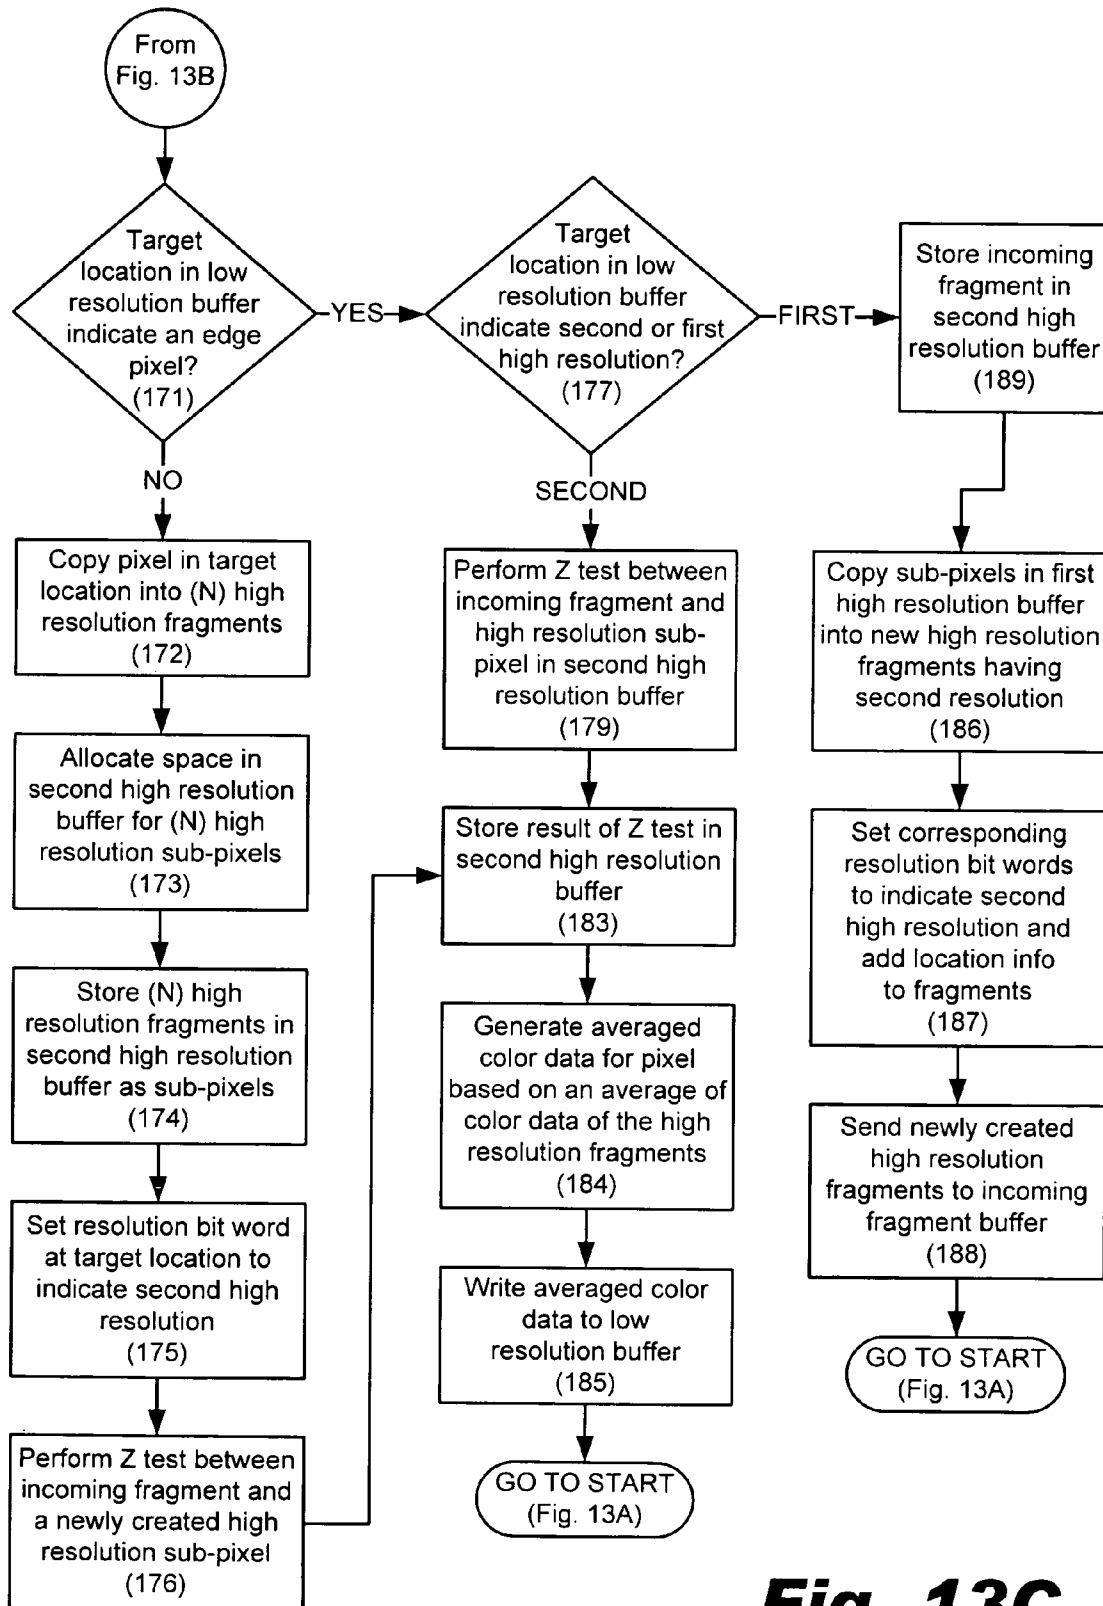 From
Fig. 13B
Target
location in low
resolution buffer
indicate an edge
pixel?
(171)
YES
NO
Target
location in low
resolution buffer
indicate second or first
high resolution?
(177)
FIRST
SECOND
Store incoming
fragment in
second high
resolution buffer
(189)
Copy pixel in target
location into (N) high
resolution fragments
(172)
Allocate space in
second high resolution
buffer for (N) high
resolution sub-pixels
(173)
Store (N) high
resolution fragments in
second high resolution
buffer as sub-pixels
(174)
Set resolution bit word
at target location to
indicate second high
resolution
(175)
Perform Z test between
incoming fragment and
a newly created high
resolution sub-pixel
(176)
Perform Z test between
incoming fragment and
high resolution sub-
pixel in second high
resolution buffer
(179)
Store result of Z test in
second high resolution
buffer
(183)
Generate averaged
color data for pixel
based on an average of
color data of the high
resolution fragments
(184)
Write averaged color
data to low
resolution buffer
(185)
GO TO START
(Fig. 13A)
Copy sub-pixels in first
high resolution buffer
into new high resolution
fragments having
second resolution
(186)
Set corresponding
resolution bit words
to indicate second
high resolution and
add location info
to fragments
(187)
Send newly created
high resolution
fragments to incoming
fragment buffer
(188)
GO TO START
(Fig. 13A)
Fig. 13C